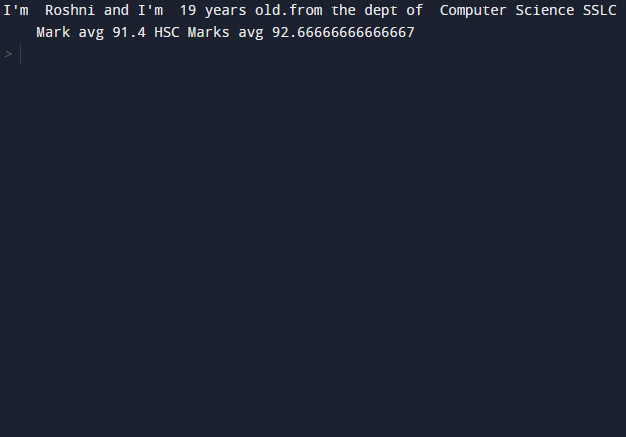 I'm  Roshni and I'm  19 years old.from the dept of  Computer Science SSLC
    Mark avg 91.4 HSC Marks avg 92.66666666666667
>